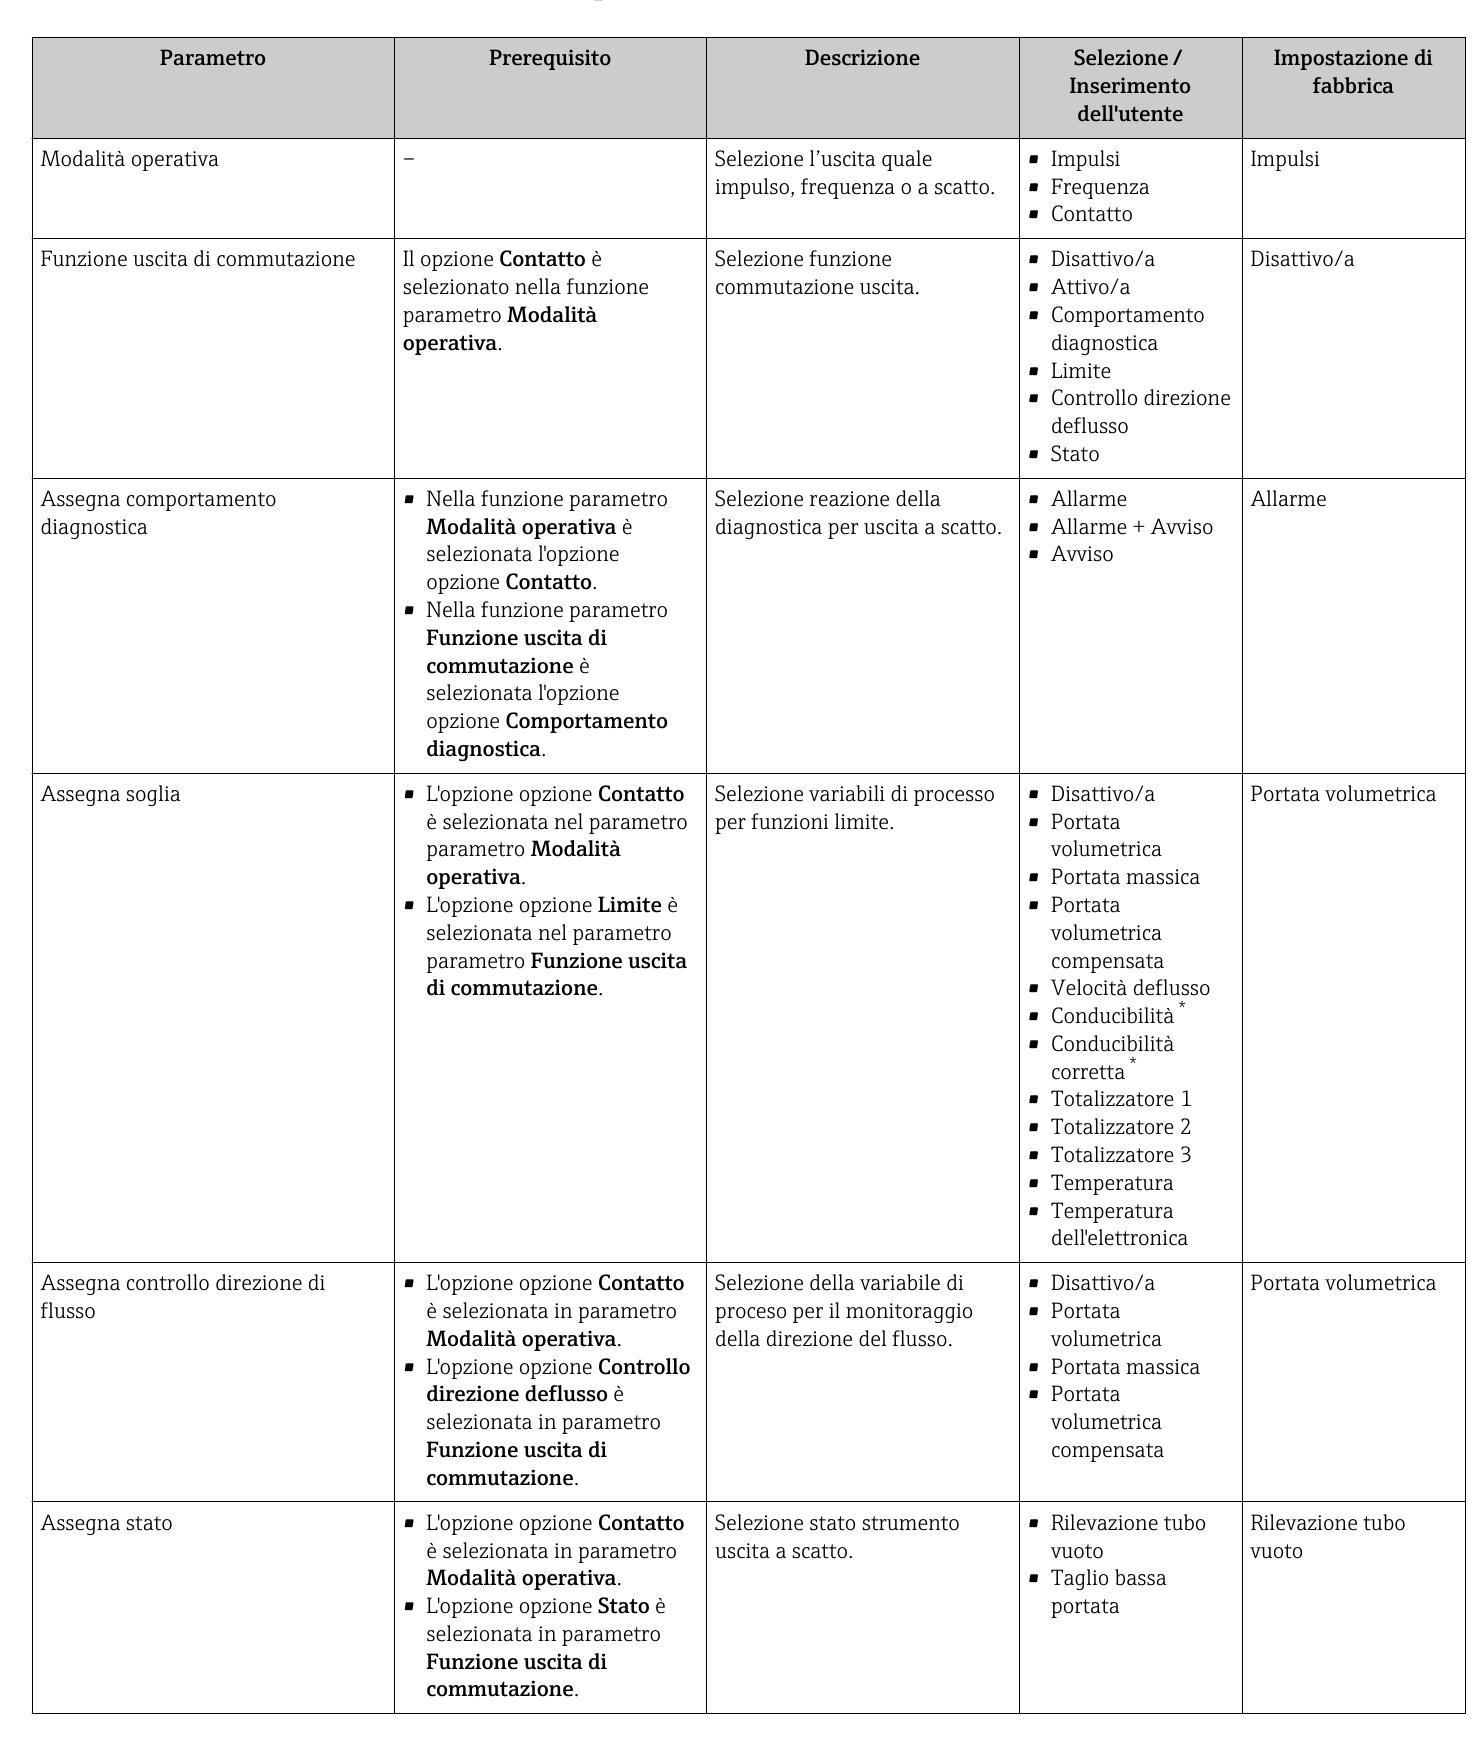 Parametro
Prerequisito
Descrizione
Selezione /
Inserimento
dell'utente
Impostazione di
fabbrica
Modalità operativa
–
Selezione l’uscita quale
impulso, frequenza o a scatto.
▪ Impulsi
▪ Frequenza
▪ Contatto
Impulsi
Funzione uscita di commutazione
Il opzione Contatto è
selezionato nella funzione
parametro Modalità
operativa.
Selezione funzione
commutazione uscita.
▪ Disattivo/a
▪ Attivo/a
▪ Comportamento
diagnostica
▪ Limite
▪ Controllo direzione
deflusso
▪ Stato
Disattivo/a
Assegna comportamento
diagnostica
▪ Nella funzione parametro
Modalità operativa è
selezionata l'opzione
opzione Contatto.
▪ Nella funzione parametro
Funzione uscita di
commutazione è
selezionata l'opzione
opzione Comportamento
diagnostica.
Selezione reazione della
diagnostica per uscita a scatto.
▪ Allarme
▪ Allarme + Avviso
▪ Avviso
Allarme
Assegna soglia
▪ L'opzione opzione Contatto
è selezionata nel parametro
parametro Modalità
operativa.
▪ L'opzione opzione Limite è
selezionata nel parametro
parametro Funzione uscita
di commutazione.
Selezione variabili di processo
per funzioni limite.
▪ Disattivo/a
▪ Portata
volumetrica
▪ Portata massica
▪ Portata
volumetrica
compensata
▪ Velocità deflusso
▪ Conducibilità *
▪ Conducibilità
corretta *
▪ Totalizzatore 1
▪ Totalizzatore 2
▪ Totalizzatore 3
▪ Temperatura
▪ Temperatura
dell'elettronica
Portata volumetrica
Assegna controllo direzione di
flusso
▪ L'opzione opzione Contatto
è selezionata in parametro
Modalità operativa.
▪ L'opzione opzione Controllo
direzione deflusso è
selezionata in parametro
Funzione uscita di
commutazione.
Selezione della variabile di
proceso per il monitoraggio
della direzione del flusso.
▪ Disattivo/a
▪ Portata
volumetrica
▪ Portata massica
▪ Portata
volumetrica
compensata
Portata volumetrica
Assegna stato
▪ L'opzione opzione Contatto
è selezionata in parametro
Modalità operativa.
▪ L'opzione opzione Stato è
selezionata in parametro
Funzione uscita di
commutazione.
Selezione stato strumento
uscita a scatto.
▪ Rilevazione tubo
vuoto
▪ Taglio bassa
portata
Rilevazione tubo
vuoto